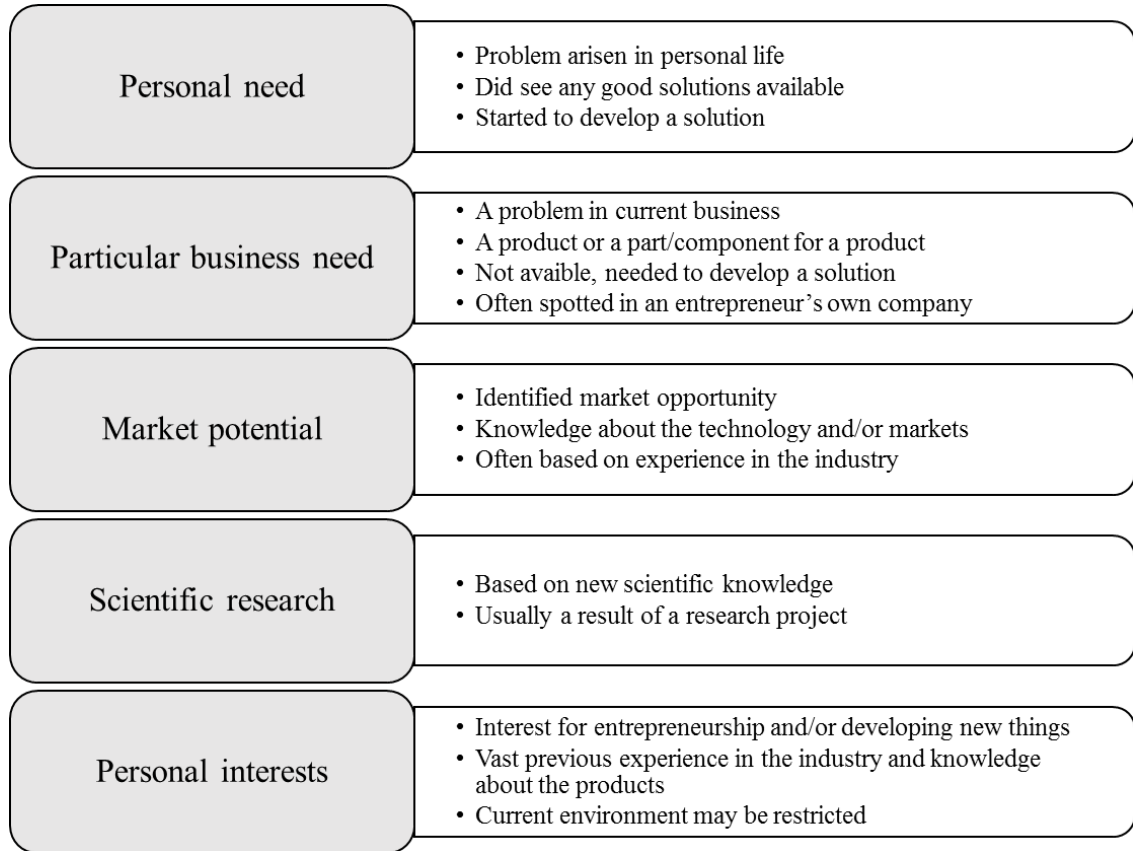 Personal need
• Problem arisen in personal life
• Did see any good solutions available
• Started to develop a solution
Particular business need
• A problem in current business
• A product or a part/component for a product
• Not avaible, needed to develop a solution
• Often spotted in an entrepreneur’s own company
Market potential
• Identified market opportunity
• Knowledge about the technology and/or markets
• Often based on experience in the industry
Scientific research
• Based on new scientific knowledge
• Usually a result of a research project
Personal interests
• Interest for entrepreneurship and/or developing new things
• Vast previous experience in the industry and knowledge
about the products
• Current environment may be restricted